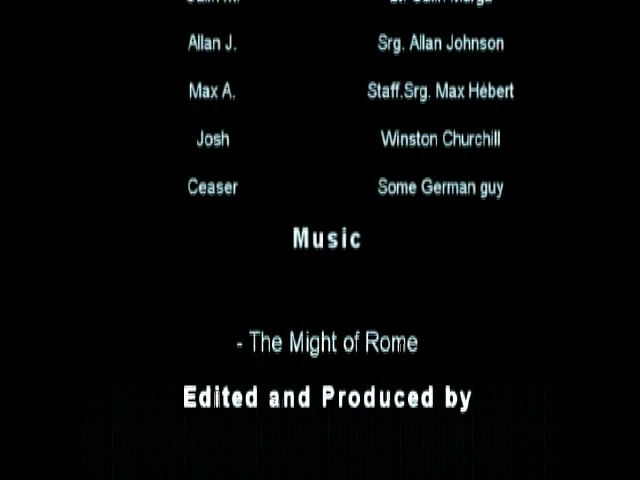 Allan J. Srg. Allan Johnson
Max A. Staff.Srg. Max Hébert
Josh Winston Churchill
Ceaser Some German guy
Music
- The Might of Rome
Edited and Produced by